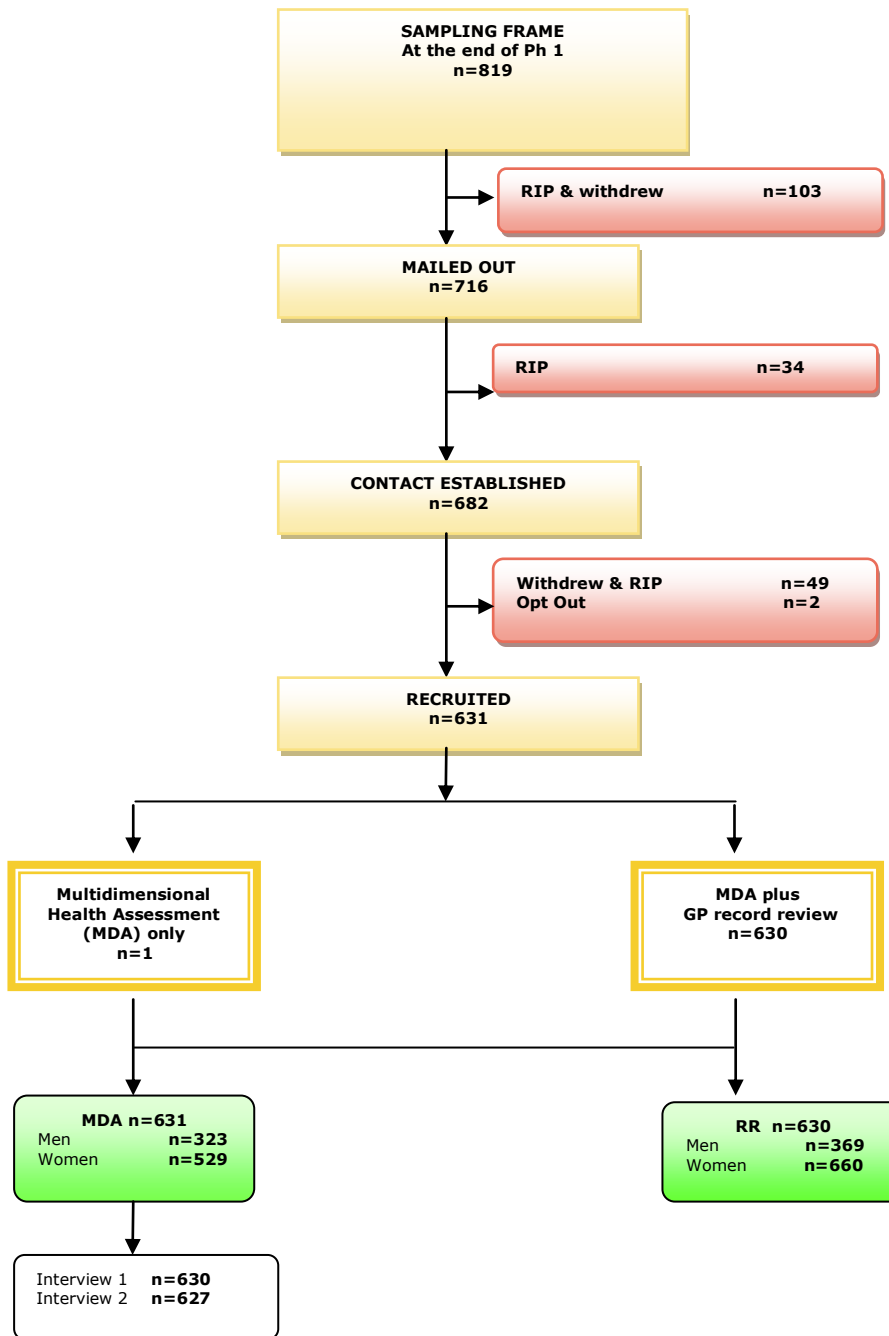 SAMPLING FRAME
At the end of Ph 1
n=819
RIP & withdrew n=103
MAILED OUT
n=716
RIP n=34
CONTACT ESTABLISHED
n=682
Withdrew & RIP n=49
Opt Out n=2
RECRUITED
n=631
Multidimensional
Health Assessment
(MDA) only
n=1
MDA plus
GP record review
n=630
MDA n=631
Men n=323
Women n=529
RR n=630
Men n=369
Women n=660
Interview 1 n=630
Interview 2 n=627